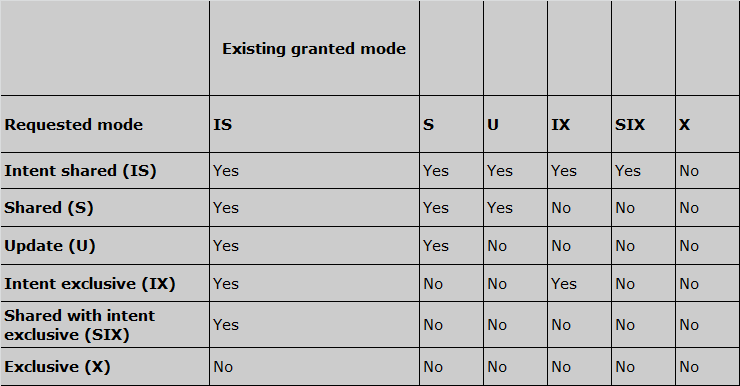 Existing granted mode
Requested mode IS S U IX SIX X
Intent shared (IS) Yes Yes Yes Yes Yes No
Shared (S) Yes Yes Yes No No No
Update (U) Yes Yes No No No No
Intent exclusive (IX) Yes No No Yes No No
Shared with intent
exclusive (SIX) Yes No No No No No
Exclusive (X) No No No No No No